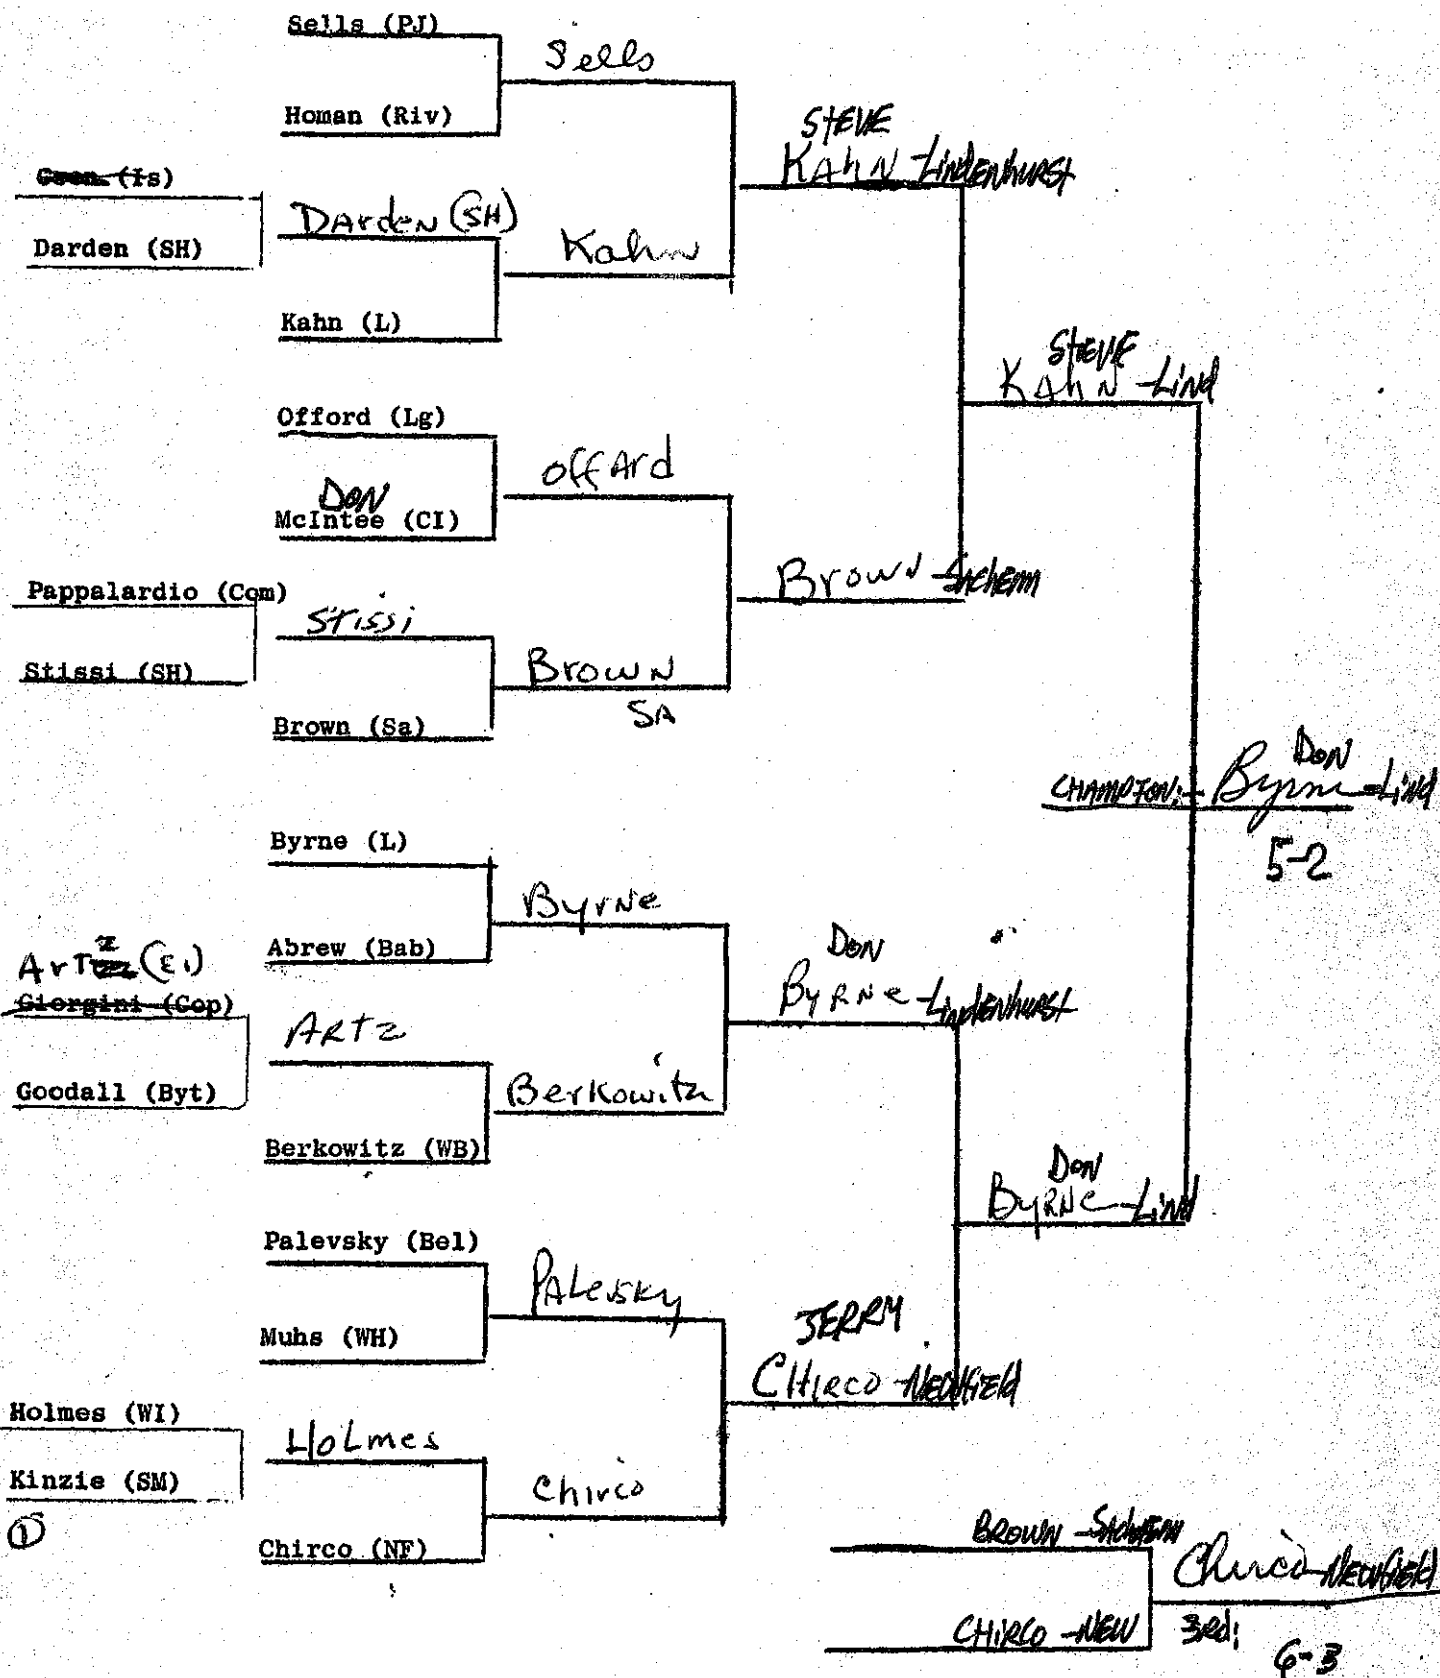 Sells (PJ)
Sells
Homan (Riv)
STEVE
KAHN -LindENhURST
(Is)
DArdeN (SH)
Darden (SH)
Kahn
Kahn (L)
STEVE
KAhN -Lind
Offord (Lg)
offArd
DON
McIntee (CI)
Brown -SAchEm
Pappalardio (Com)
Stissi
Stissi (SH)
Brown
SA
Brown (Sa)
DON
CHAMPION:- Byrne -Lind
5-2
Byrne (L)
ByrNe
Abrew (Bab)
DON
ByRNe -LindenhuRst
ArTz (EI)
Giorgini (Cop)
ARTz
Goodall (Byt)
Berkowitz
Berkowitz (WB)
DON
ByRNe -Lind
Palevsky (Bel)
PALevsky
Muhs (WH)
JERRY
CHIRCO -NEWfiEld
Holmes (WI)
HoLmes
Kinzie (SM)
①
Chirco
Chirco (NF)
BROWN -SAchEm
Chirco -NEWfiEld
CHiRCO -NEW
3rd:
6-3